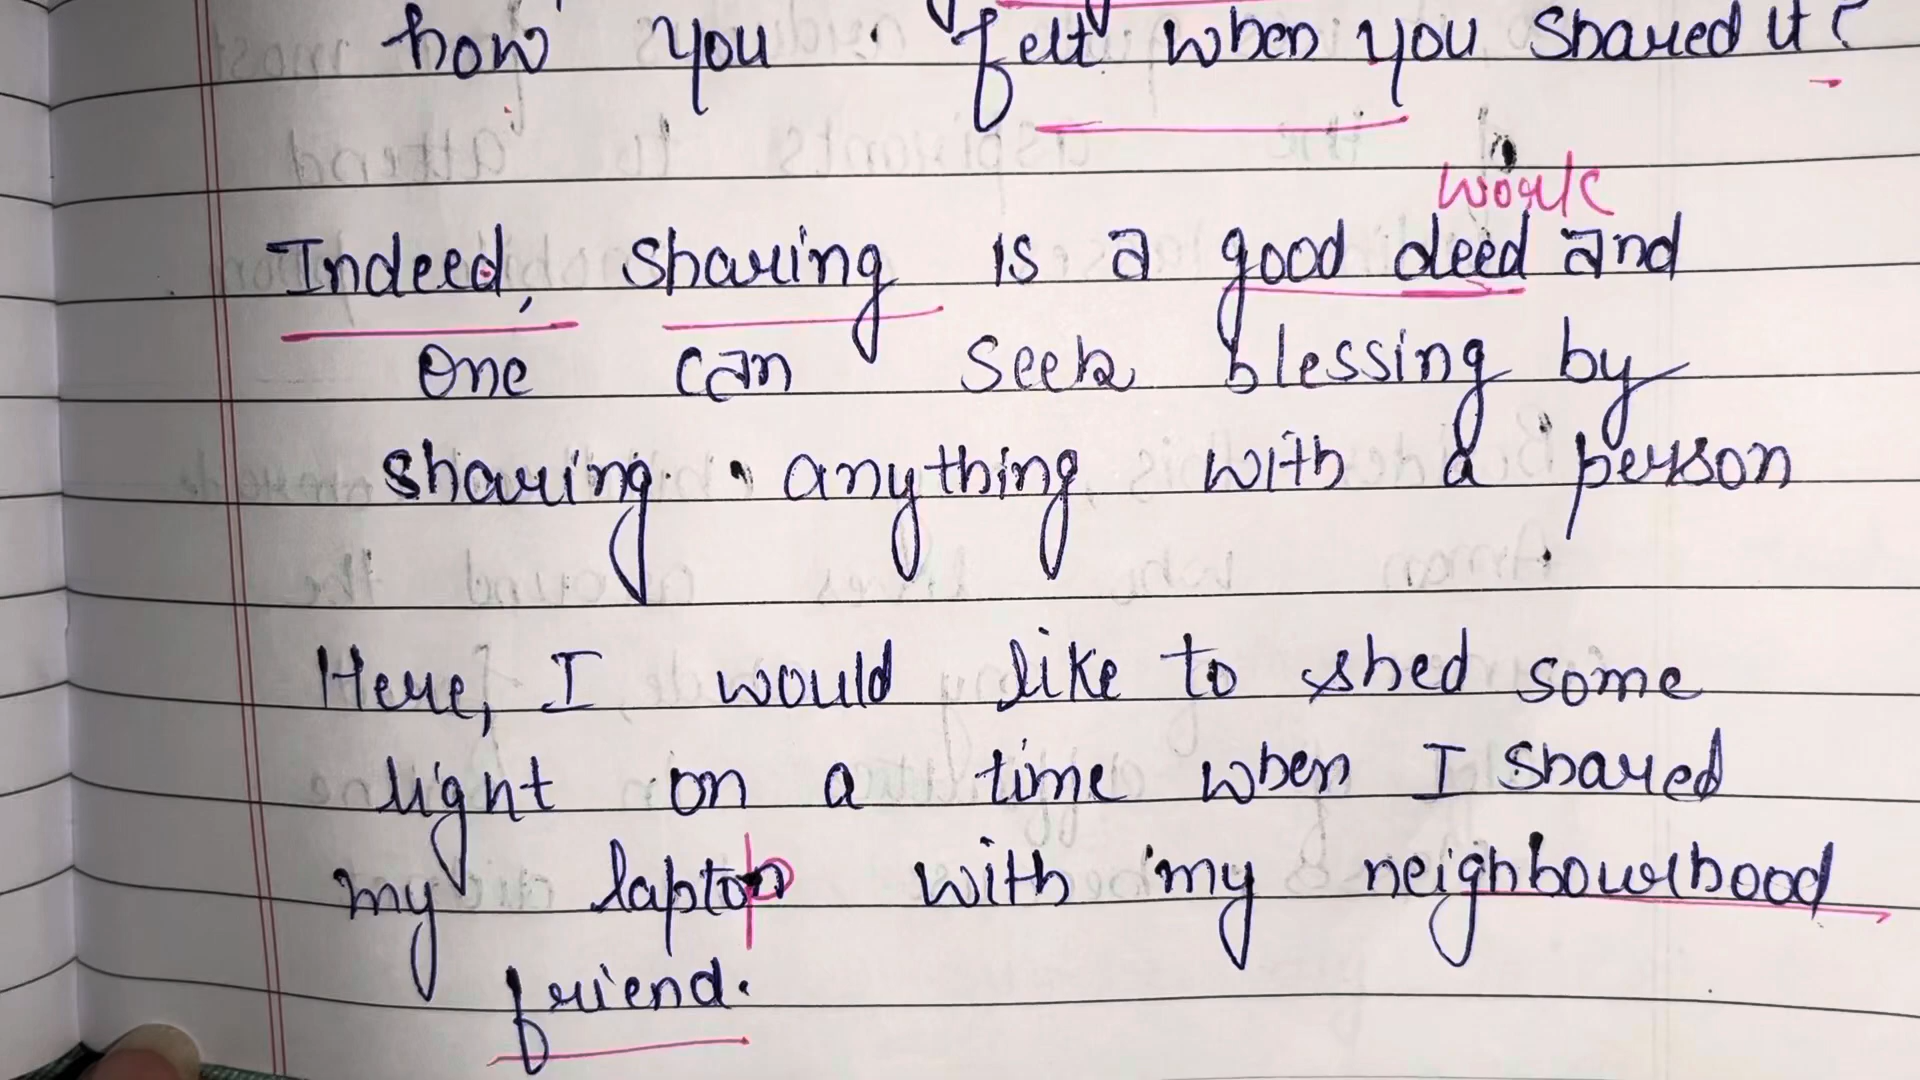 how you felt when you shared it?
work
Indeed, sharing is a good deed and
one can seek blessing by
sharing anything with a person
Here, I would like to shed some
light on a time when I shared
my laptop with my neighbourhood
friend.